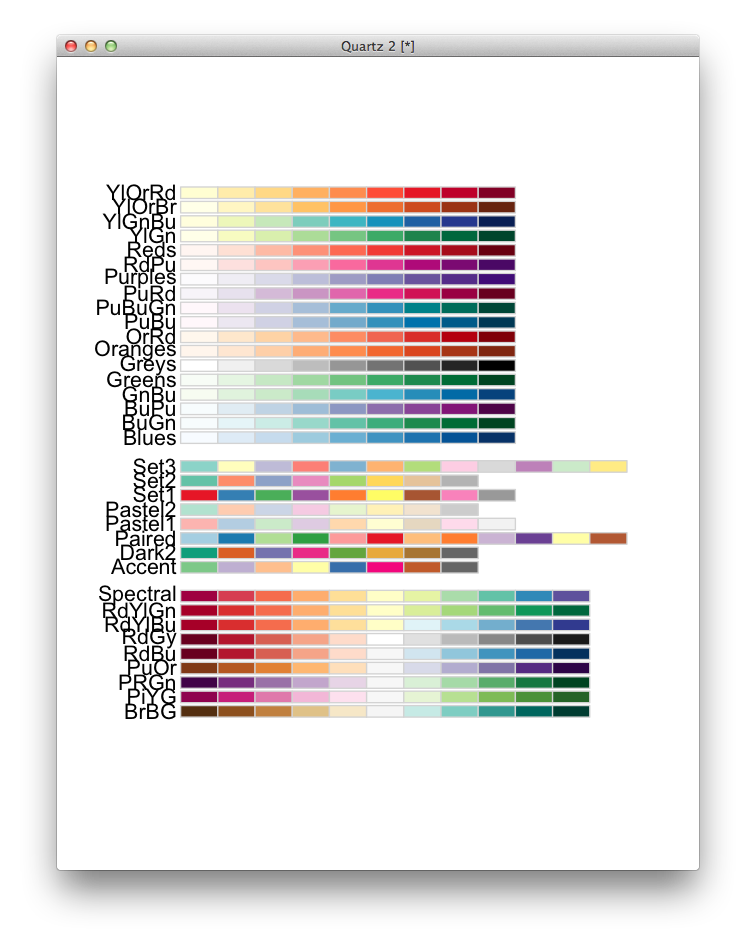 Quartz 2 [*]
YlOrRd
YlOrBr
YlGnBu
YlGn
Reds
RdPu
Purples
PuRd
PuBuGn
PuBu
OrRd
Oranges
Greys
Greens
GnBu
BuPu
BuGn
Blues
Set3
Set2
Set1
Pastel2
Pastel1
Paired
Dark2
Accent
Spectral
RdYlGn
RdYlBu
RdGy
RdBu
PuOr
PRGn
PiYG
BrBG